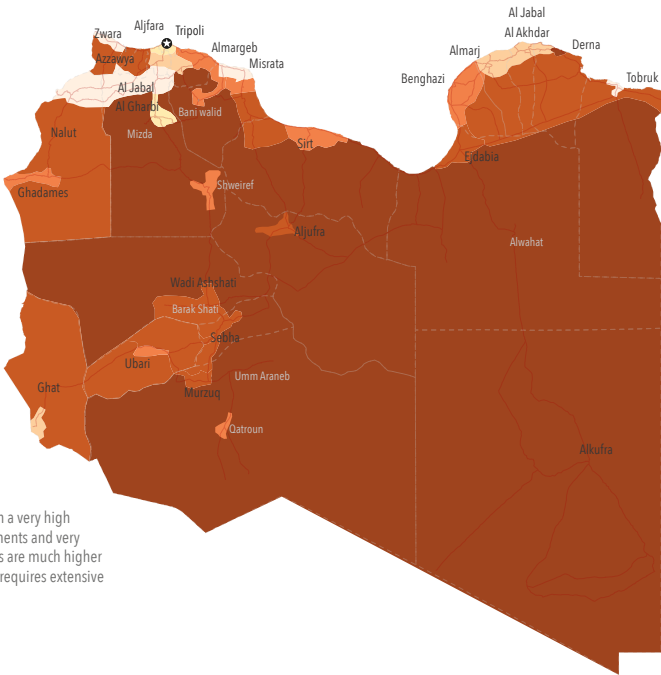 Al Jabal
Al Akhdar
Zwara
Aljfara
Tripoli
Almargeb
Azzawya
Misrata
Almarj
Derna
Benghazi
Tobruk
Al Jabal
Al Gharbi
Bani walid
Nalut
Mizda
Sirt
Ejdabia
Ghadames
Shweiref
Aljufra
Alwahat
Wadi Ashshati
Barak Shati
Sebha
Ubari
Ghat
Umm Araneb
Murzuq
Qatroun
Alkufra
a very high
and very
are much higher
requires extensive